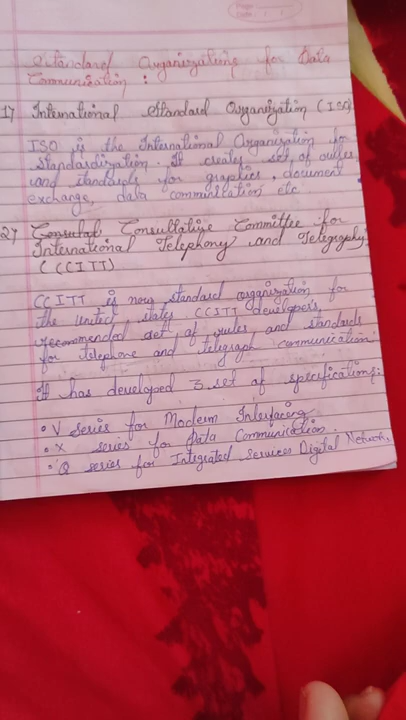 Standard Organizations for Data
Communication :
1) International Standard Organization (ISO)
ISO is the International Organization for
Standardization. It creates set of rules
and standards for graphics, document
exchange, data communication etc.
2) Consultative Committee for
International Telephony and Telegraphy
(CCITT)
CCITT is now standard organization for
the United states CCITT developers,
recommended set of rules and standards
for telephone and telegraph communication.
It has developed 3 set of specifications:
• V Series for Modem Interfacing
• X series for Data Communication.
• Q series for Integrated Services Digital Network.